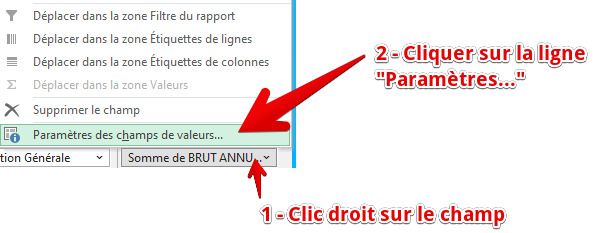 Déplacer dans la zone Filtre du rapport
Déplacer dans la zone Étiquettes de lignes
Déplacer dans la zone Étiquettes de colonnes
Σ Déplacer dans la zone Valeurs
Supprimer le champ
Paramètres des champs de valeurs...
tion Générale
Somme de BRUT ANNU...
2 - Cliquer sur la ligne
"Paramètres..."
1 - Clic droit sur le champ